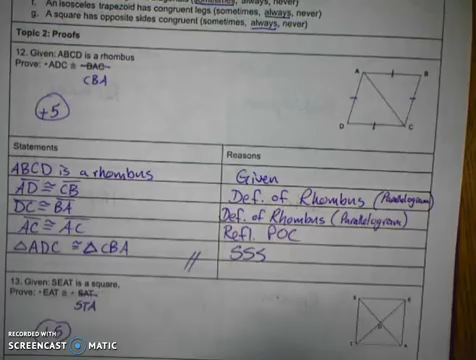 f. An isosceles trapezoid has congruent legs (sometimes, always, never)
g. A square has opposite sides congruent (sometimes, always, never)
Topic 2: Proofs
12. Given: ABCD is a rhombus
Prove: ADC ≅ DAC
CBA
+5
A
B
D
C
Statements
Reasons
ABCD is a rhombus
Given
AD ≅ CB
Def. of Rhombus (Parallelogram)
DC ≅ BA
Def. of Rhombus (Parallelogram)
AC ≅ AC
Refl. POC
△ADC ≅ △CBA
SSS
13. Given: SEAT is a square,
Prove: EAT ≅ SAT
STA
+5
RECORDED WITH
SCREENCAST MATIC